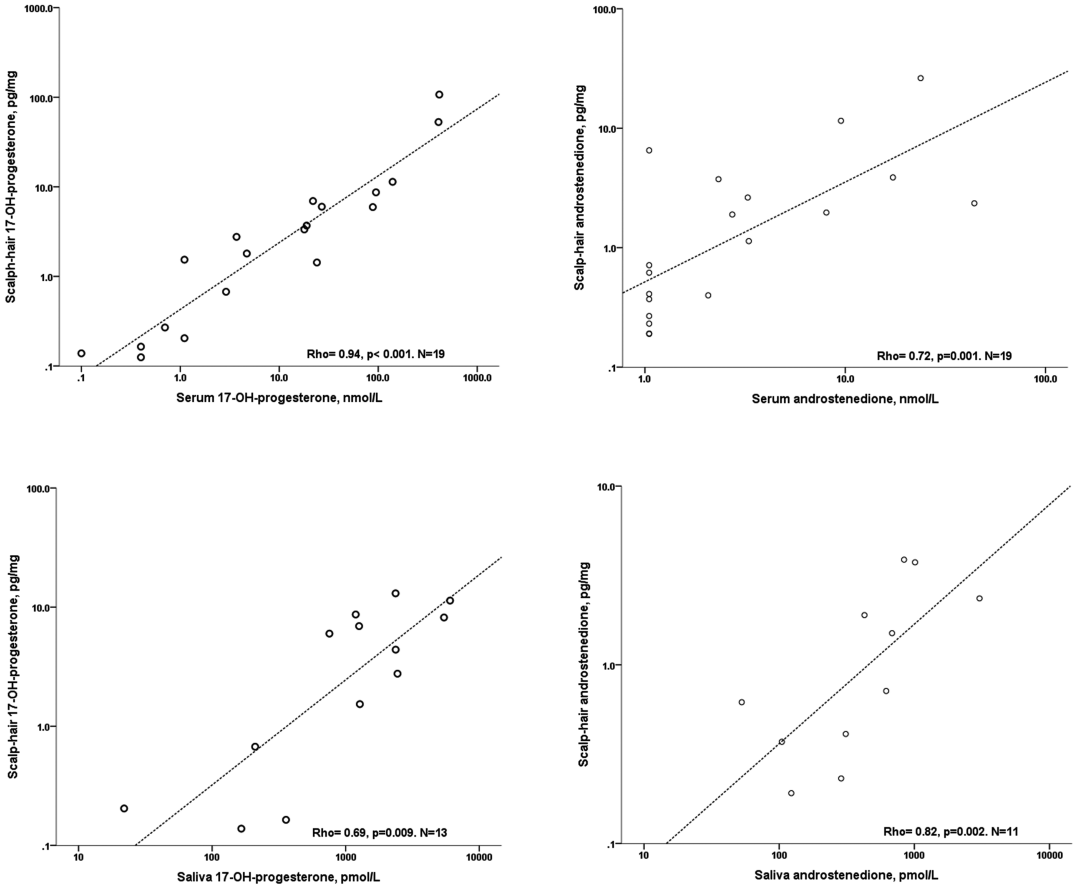 1000.0
100.0
10.0
1.0
.1
Scalph-hair 17-OH-progesterone, pg/mg
Rho= 0.94, p< 0.001. N=19
.1 1.0 10.0 100.0 1000.0
Serum 17-OH-progesterone, nmol/L
100.0
10.0
1.0
.1
Scalp-hair androstenedione, pg/mg
Rho= 0.72, p=0.001. N=19
1.0 10.0 100.0
Serum androstenedione, nmol/L
100.0
10.0
1.0
.1
Scalp-hair 17-OH-progesterone, pg/mg
Rho= 0.69, p=0.009. N=13
10 100 1000 10000
Saliva 17-OH-progesterone, pmol/L
10.0
1.0
.1
Scalp-hair androstenedione, pg/mg
Rho= 0.82, p=0.002. N=11
10 100 1000 10000
Saliva androstenedione, pmol/L